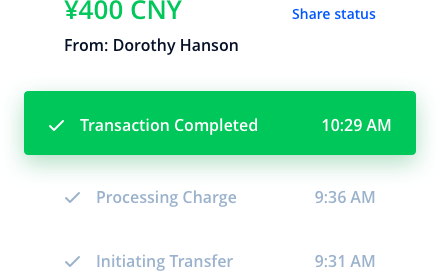 ¥400 CNY
Share status
From: Dorothy Hanson
Transaction Completed 10:29 AM
Processing Charge 9:36 AM
Initiating Transfer 9:31 AM